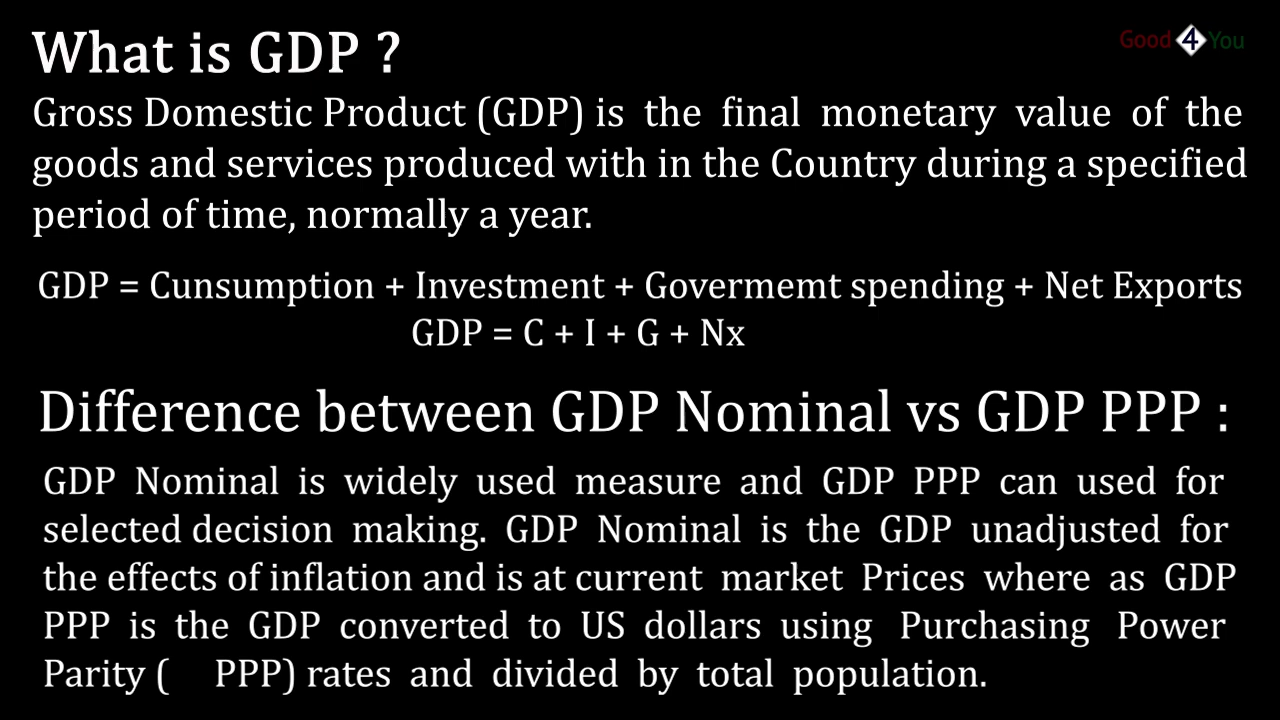 What is GDP ?
Good 4 You
Gross Domestic Product (GDP) is the final monetary value of the
goods and services produced with in the Country during a specified
period of time, normally a year.
GDP = Cunsumption + Investment + Govermemt spending + Net Exports
GDP = C + I + G + Nx
Difference between GDP Nominal vs GDP PPP :
GDP Nominal is widely used measure and GDP PPP can used for
selected decision making. GDP Nominal is the GDP unadjusted for
the effects of inflation and is at current market Prices where as GDP
PPP is the GDP converted to US dollars using Purchasing Power
Parity ( PPP) rates and divided by total population.